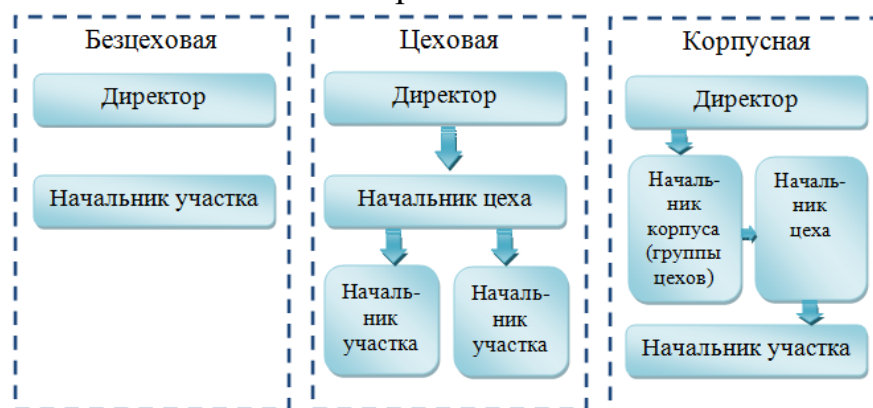 Безцеховая
Директор
Начальник участка
Цеховая
Директор
Начальник цеха
Началь-
ник
участка
Началь-
ник
участка
Корпусная
Директор
Началь-
ник
корпуса
(группы
цехов)
Началь-
ник
цеха
Начальник участка